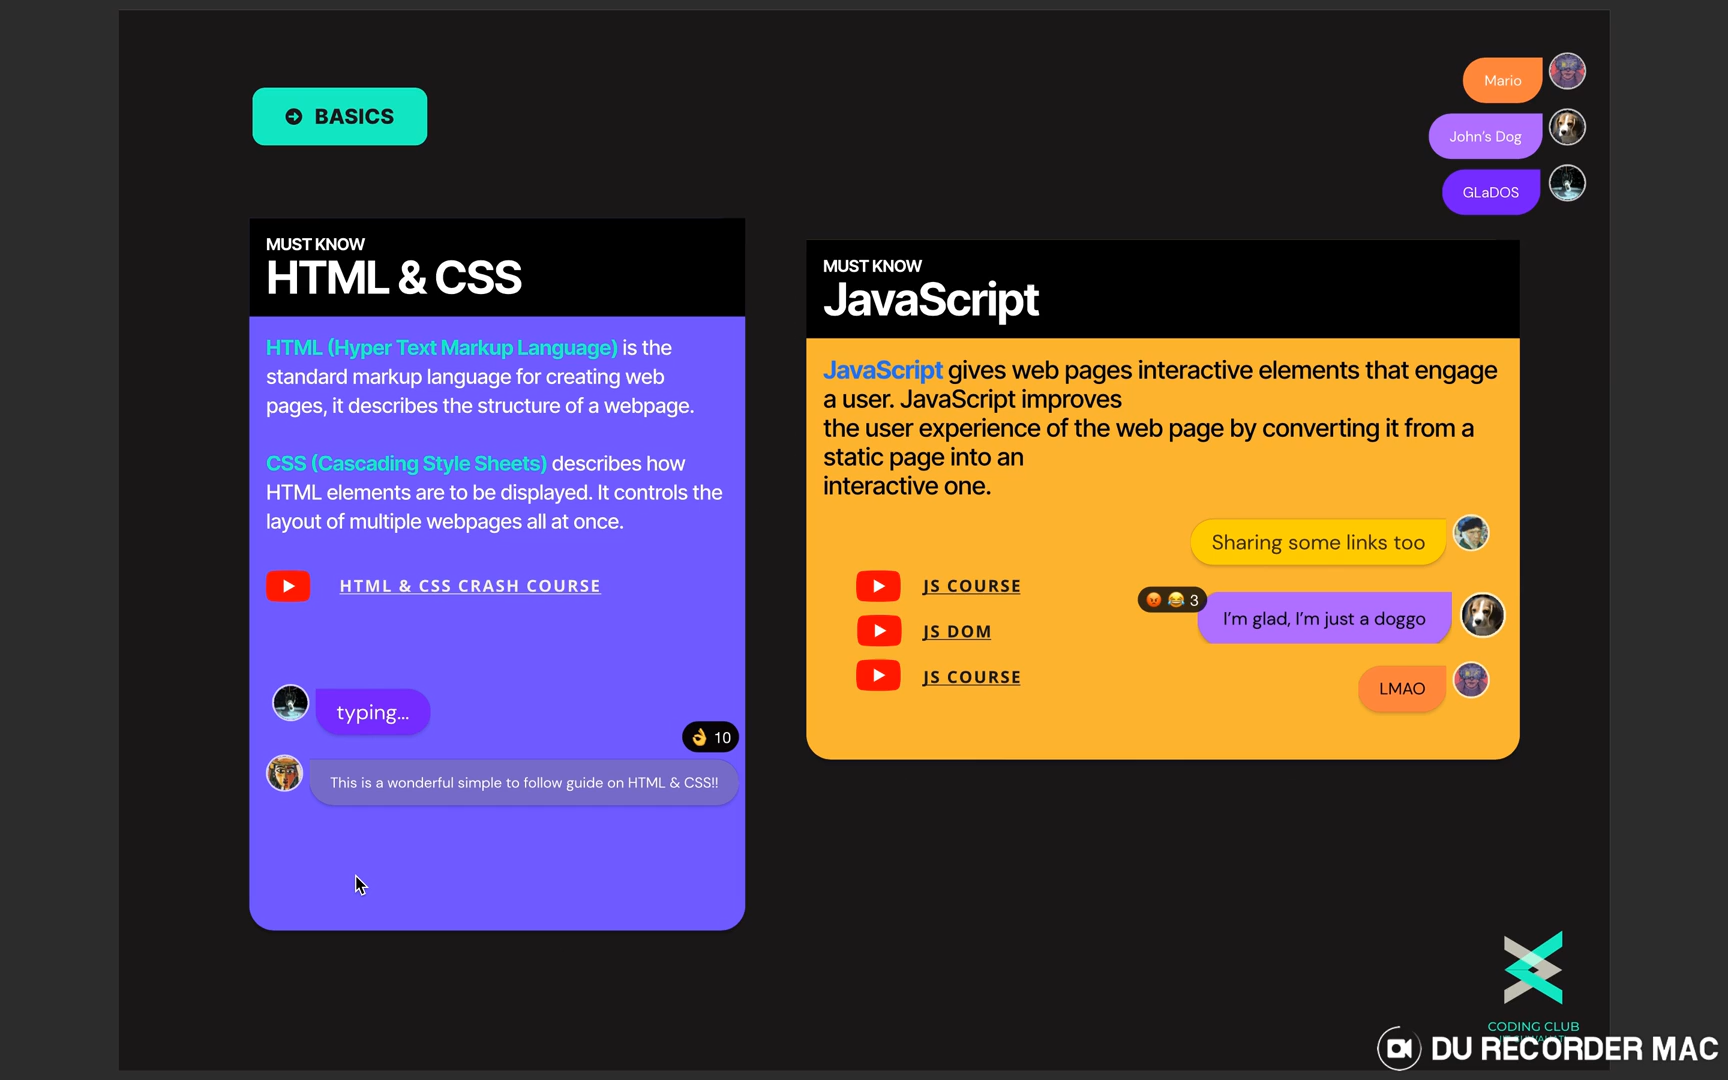 BASICS
Mario
John's Dog
GLaDOS
MUST KNOW
HTML & CSS
HTML (Hyper Text Markup Language) is the
standard markup language for creating web
pages, it describes the structure of a webpage.
CSS (Cascading Style Sheets) describes how
HTML elements are to be displayed. It controls the
layout of multiple webpages all at once.
HTML & CSS CRASH COURSE
typing...
10
This is a wonderful simple to follow guide on HTML & CSS!!
MUST KNOW
JavaScript
JavaScript gives web pages interactive elements that engage
a user. JavaScript improves
the user experience of the web page by converting it from a
static page into an
interactive one.
Sharing some links too
JS COURSE
3
I'm glad, I'm just a doggo
JS DOM
JS COURSE
LMAO
CODING CLUB
DU RECORDER MAC